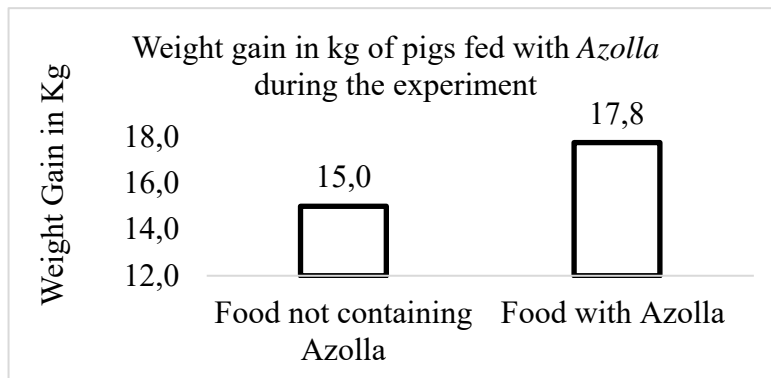 Weight gain in kg of pigs fed with Azolla
during the experiment
Weight Gain in Kg
18,0
16,0
14,0
12,0
15,0
17,8
Food not containing
Azolla
Food with Azolla